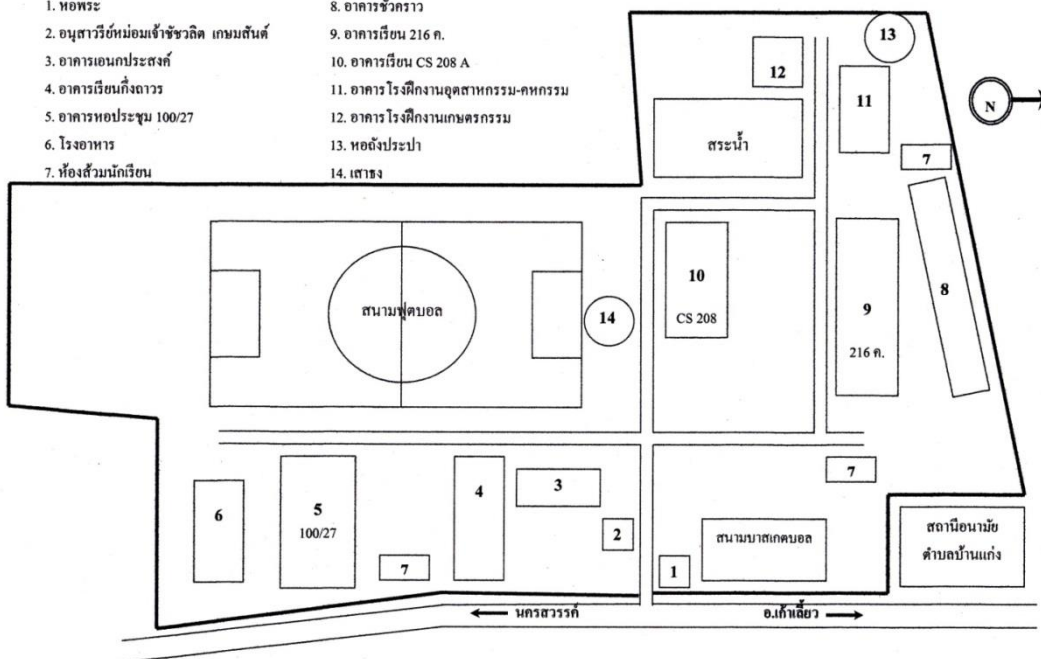 1. หอพระ
2. อนุสาวรีย์หม่อมเจ้าชัชวลิต เกษมสันต์
3. อาคารเอนกประสงค์
4. อาคารเรียนกึ่งถาวร
5. อาคารหอประชุม 100/27
6. โรงอาหาร
7. ห้องส้วมนักเรียน
8. อาคารชั่วคราว
9. อาคารเรียน 216 ค.
10. อาคารเรียน CS 208 A
11. อาคารโรงฝึกงานอุตสาหกรรม-คหกรรม
12. อาคารโรงฝึกงานเกษตรกรรม
13. หอถังประปา
14. เสาธง
13
12
11
N
สระน้ำ
7
10
CS 208
8
9
216 ค.
สนามฟุตบอล
14
7
3
4
5
100/27
6
2
สนามบาสเกตบอล
สถานีอนามัย
ตำบลบ้านแก่ง
7
1
นครสวรรค์
อ.เก้าเลี้ยว